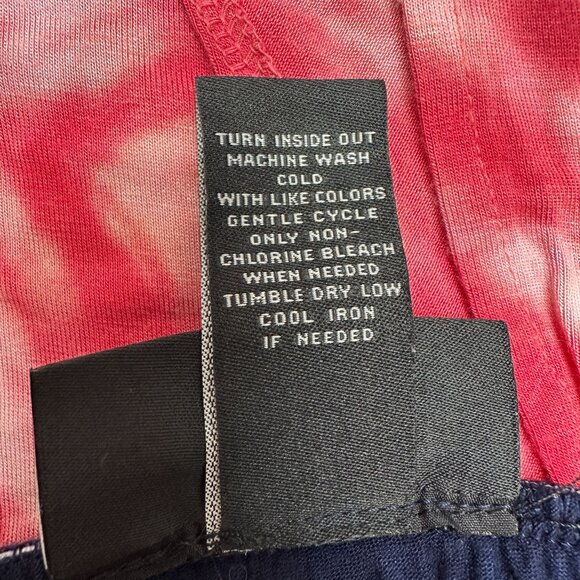 TURN INSIDE OUT
MACHINE WASH
COLD
WITH LIKE COLORS
GENTLE CYCLE
ONLY NON-
CHLORINE BLEACH
WHEN NEEDED
TUMBLE DRY LOW
COOL IRON
IF NEEDED